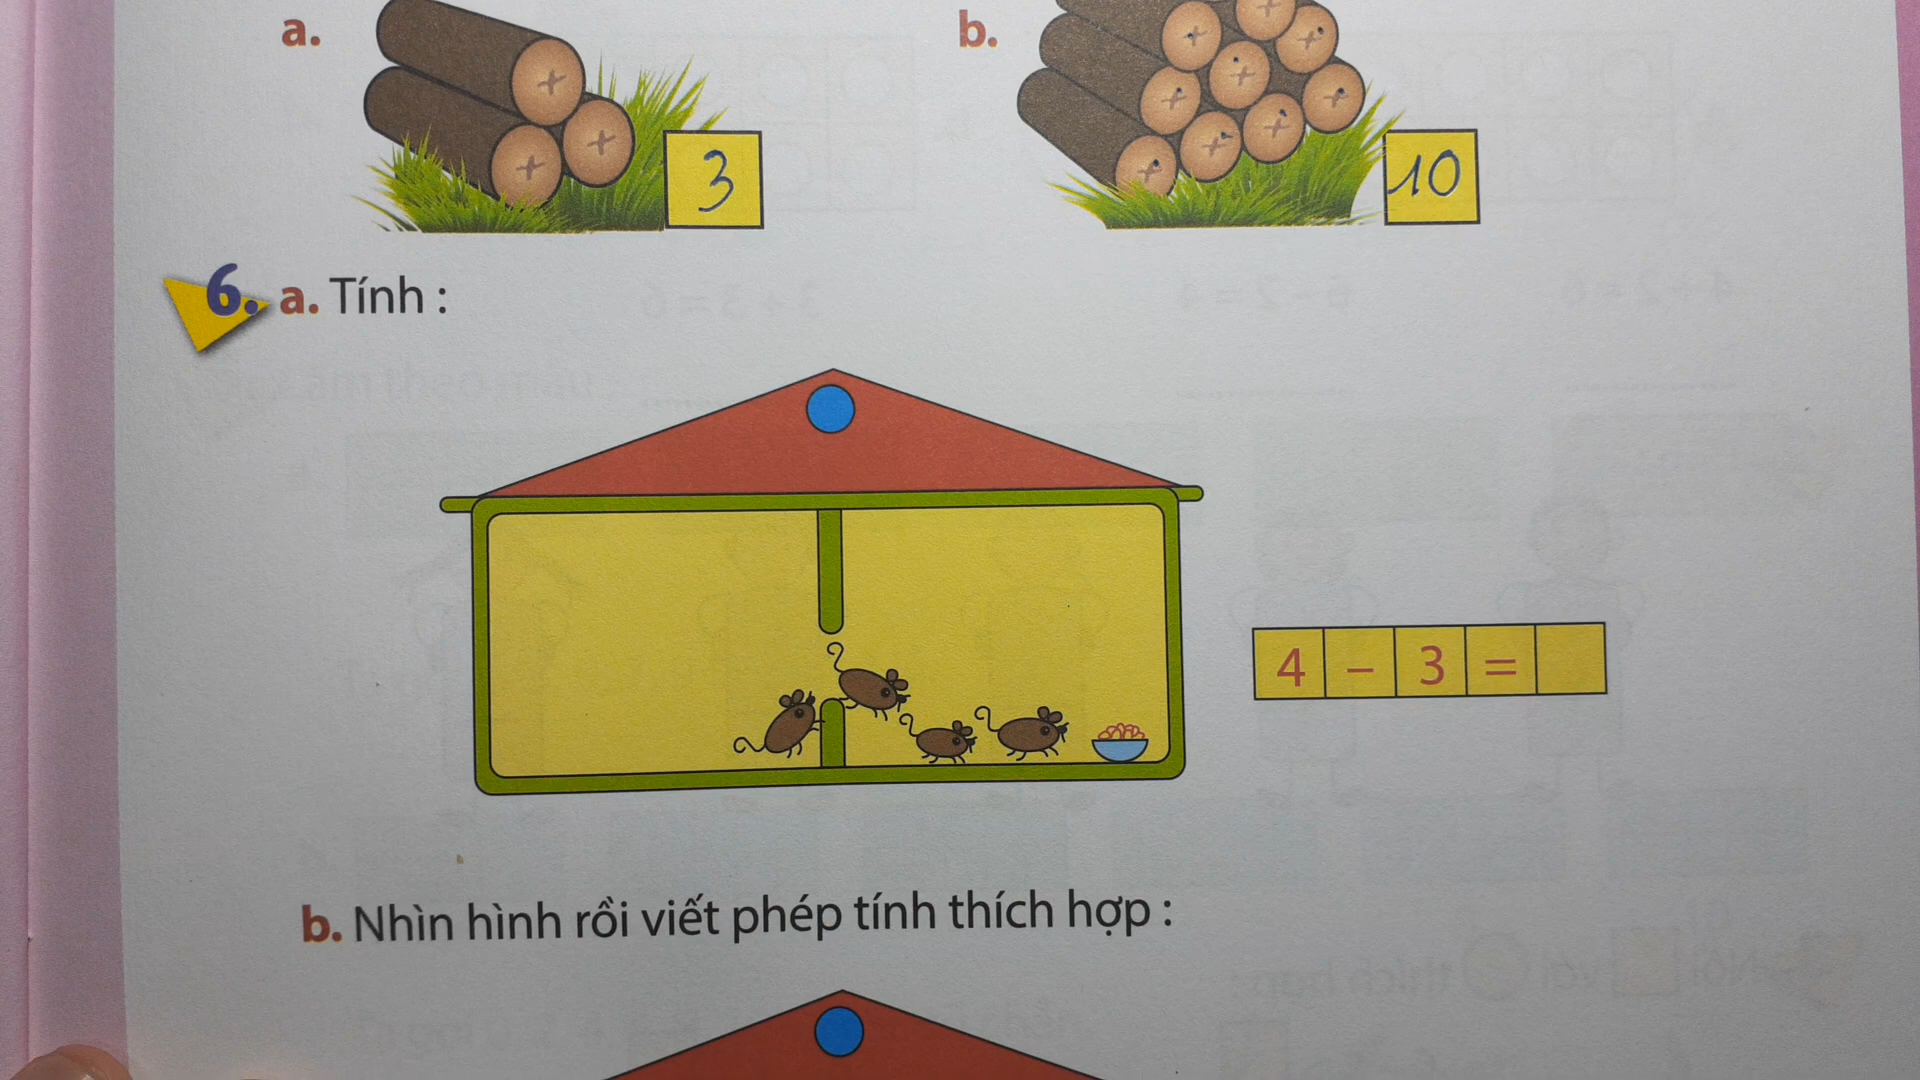 a.
b.
3
10
6. a. Tính :
4 – 3 =
b. Nhìn hình rồi viết phép tính thích hợp :